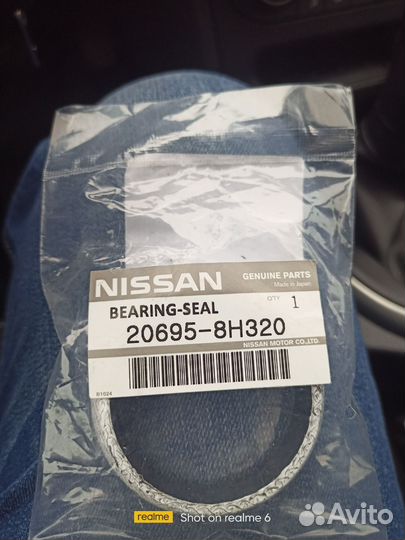 NISSAN
GENUINE PARTS
Made in Japan
BEARING-SEAL
QTY 1
20695-8H320
NISSAN MOTOR CO.,LTD.
B1024
realme
Shot on realme 6
Avito